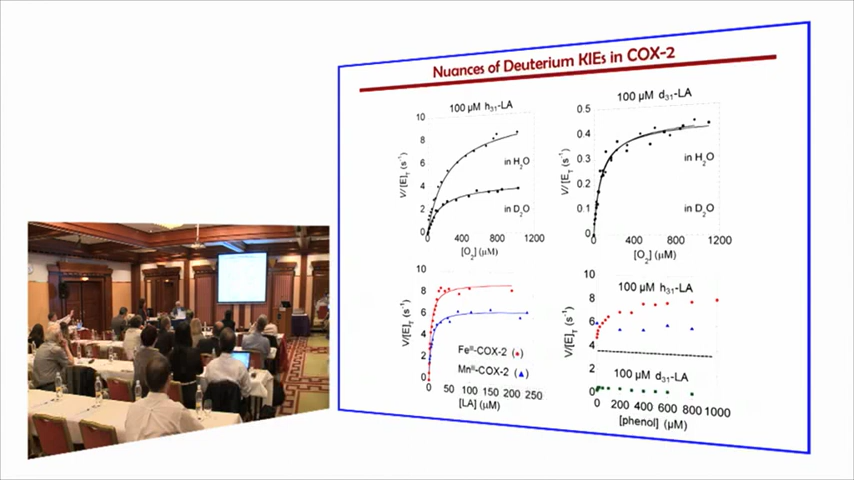 Nuances of Deuterium KIEs in COX-2
100 µM h31-LA
10
8
6
4
2
0
V/[E]T (s-1)
in H2O
in D2O
0 400 800 1200
[O2] (µM)
100 µM d31-LA
0.5
0.4
0.3
0.2
0.1
0
V/[ET (s-1)
in H2O
in D2O
0 400 800 1200
[O2] (µM)
10
8
6
4
2
0
V/[E]T (s-1)
FeIII-COX-2 (●)
MnIII-COX-2 (▲)
0 50 100 150 200 250
[LA] (µM)
10
8
6
4
2
0
V/[E]T (s-1)
100 µM h31-LA
100 µM d31-LA
0 200 400 600 800 1000
[phenol] (µM)